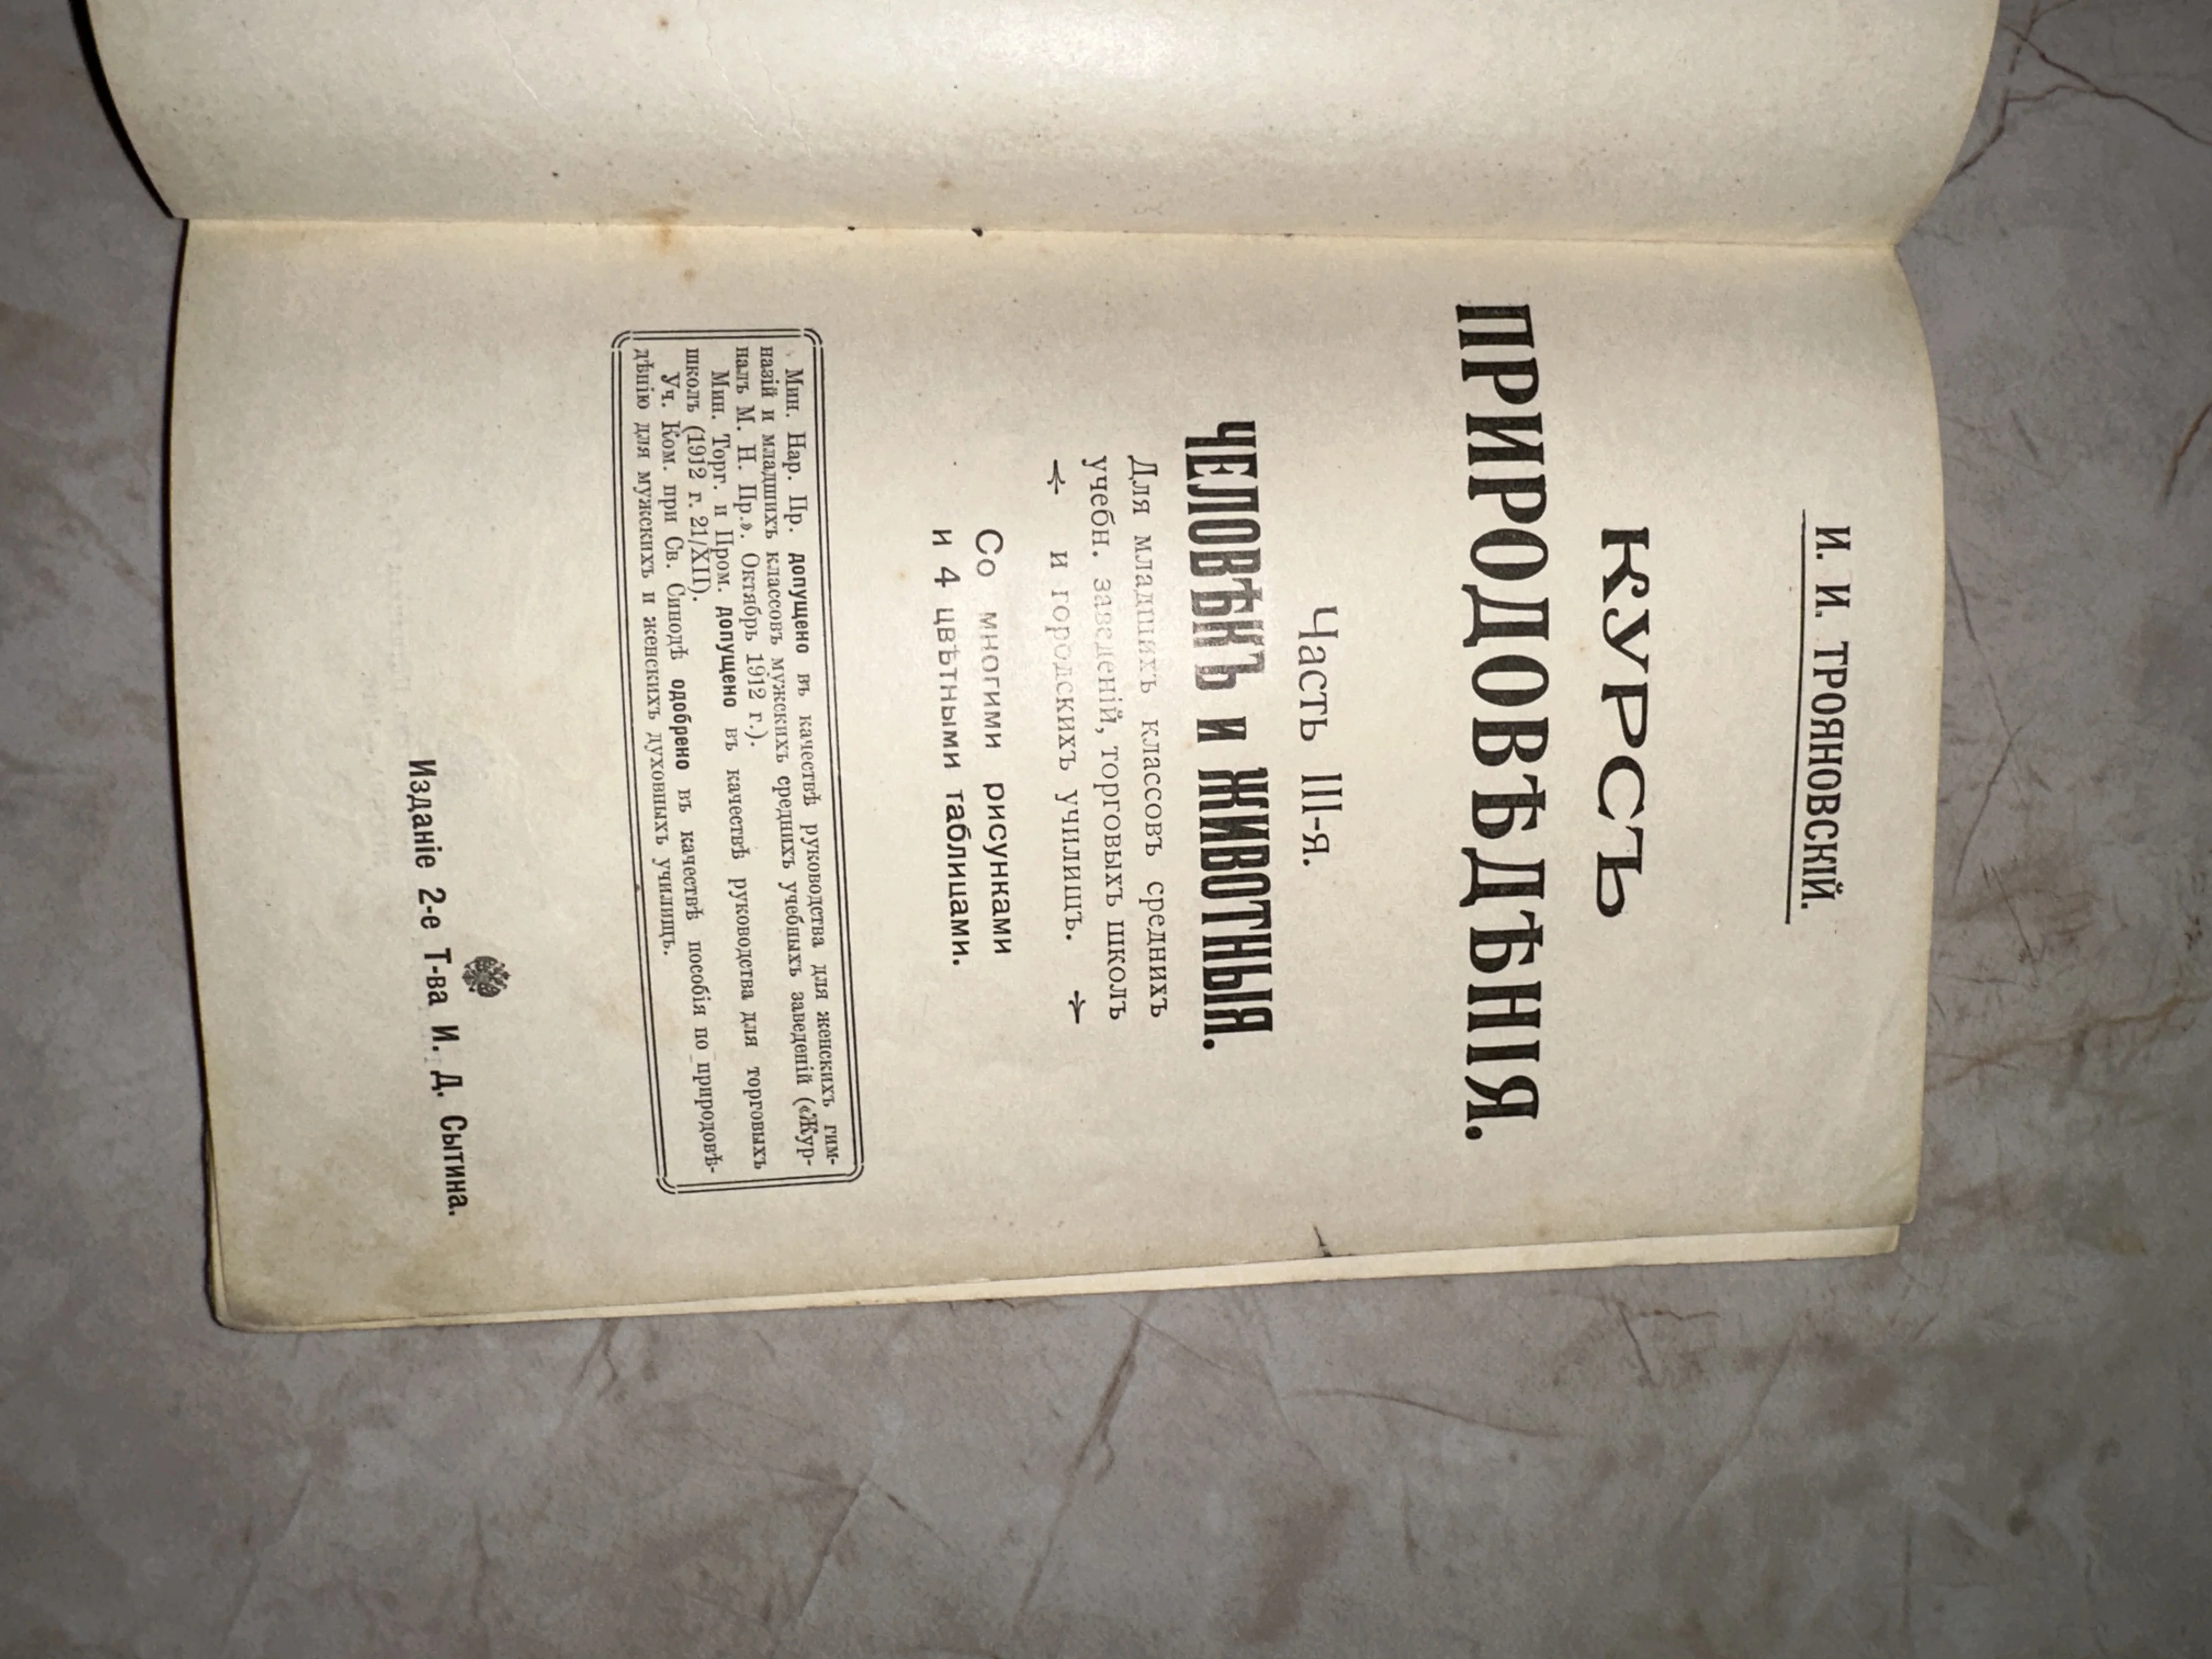 И. И. ТРОЯНОВСКІЙ.
КУРСЪ
ПРИРОДОВѢДѢНІЯ.
Часть III-я.
ЧЕЛОВѢКЪ и ЖИВОТНЫЯ.
Для младшихъ классовъ среднихъ
учебн. заведеній, торговыхъ школъ
и городскихъ училищъ.
Со многими рисунками
и 4 цвѣтными таблицами.
Мин. Нар. Пр. допущено въ качествѣ руководства для женскихъ гим-
назій и младшихъ классовъ мужскихъ среднихъ учебныхъ заведеній («Жур-
налъ М. Н. Пр.». Октябрь 1912 г.).
Мин. Торг. и Пром. допущено въ качествѣ руководства для торговыхъ
школъ (1912 г. 21/XII).
Уч. Ком. при Св. Синодѣ одобрено въ качествѣ пособія по природовѣ-
дѣнію для мужскихъ и женскихъ духовныхъ училищъ.
Изданіе 2-е Т-ва И. Д. Сытина.